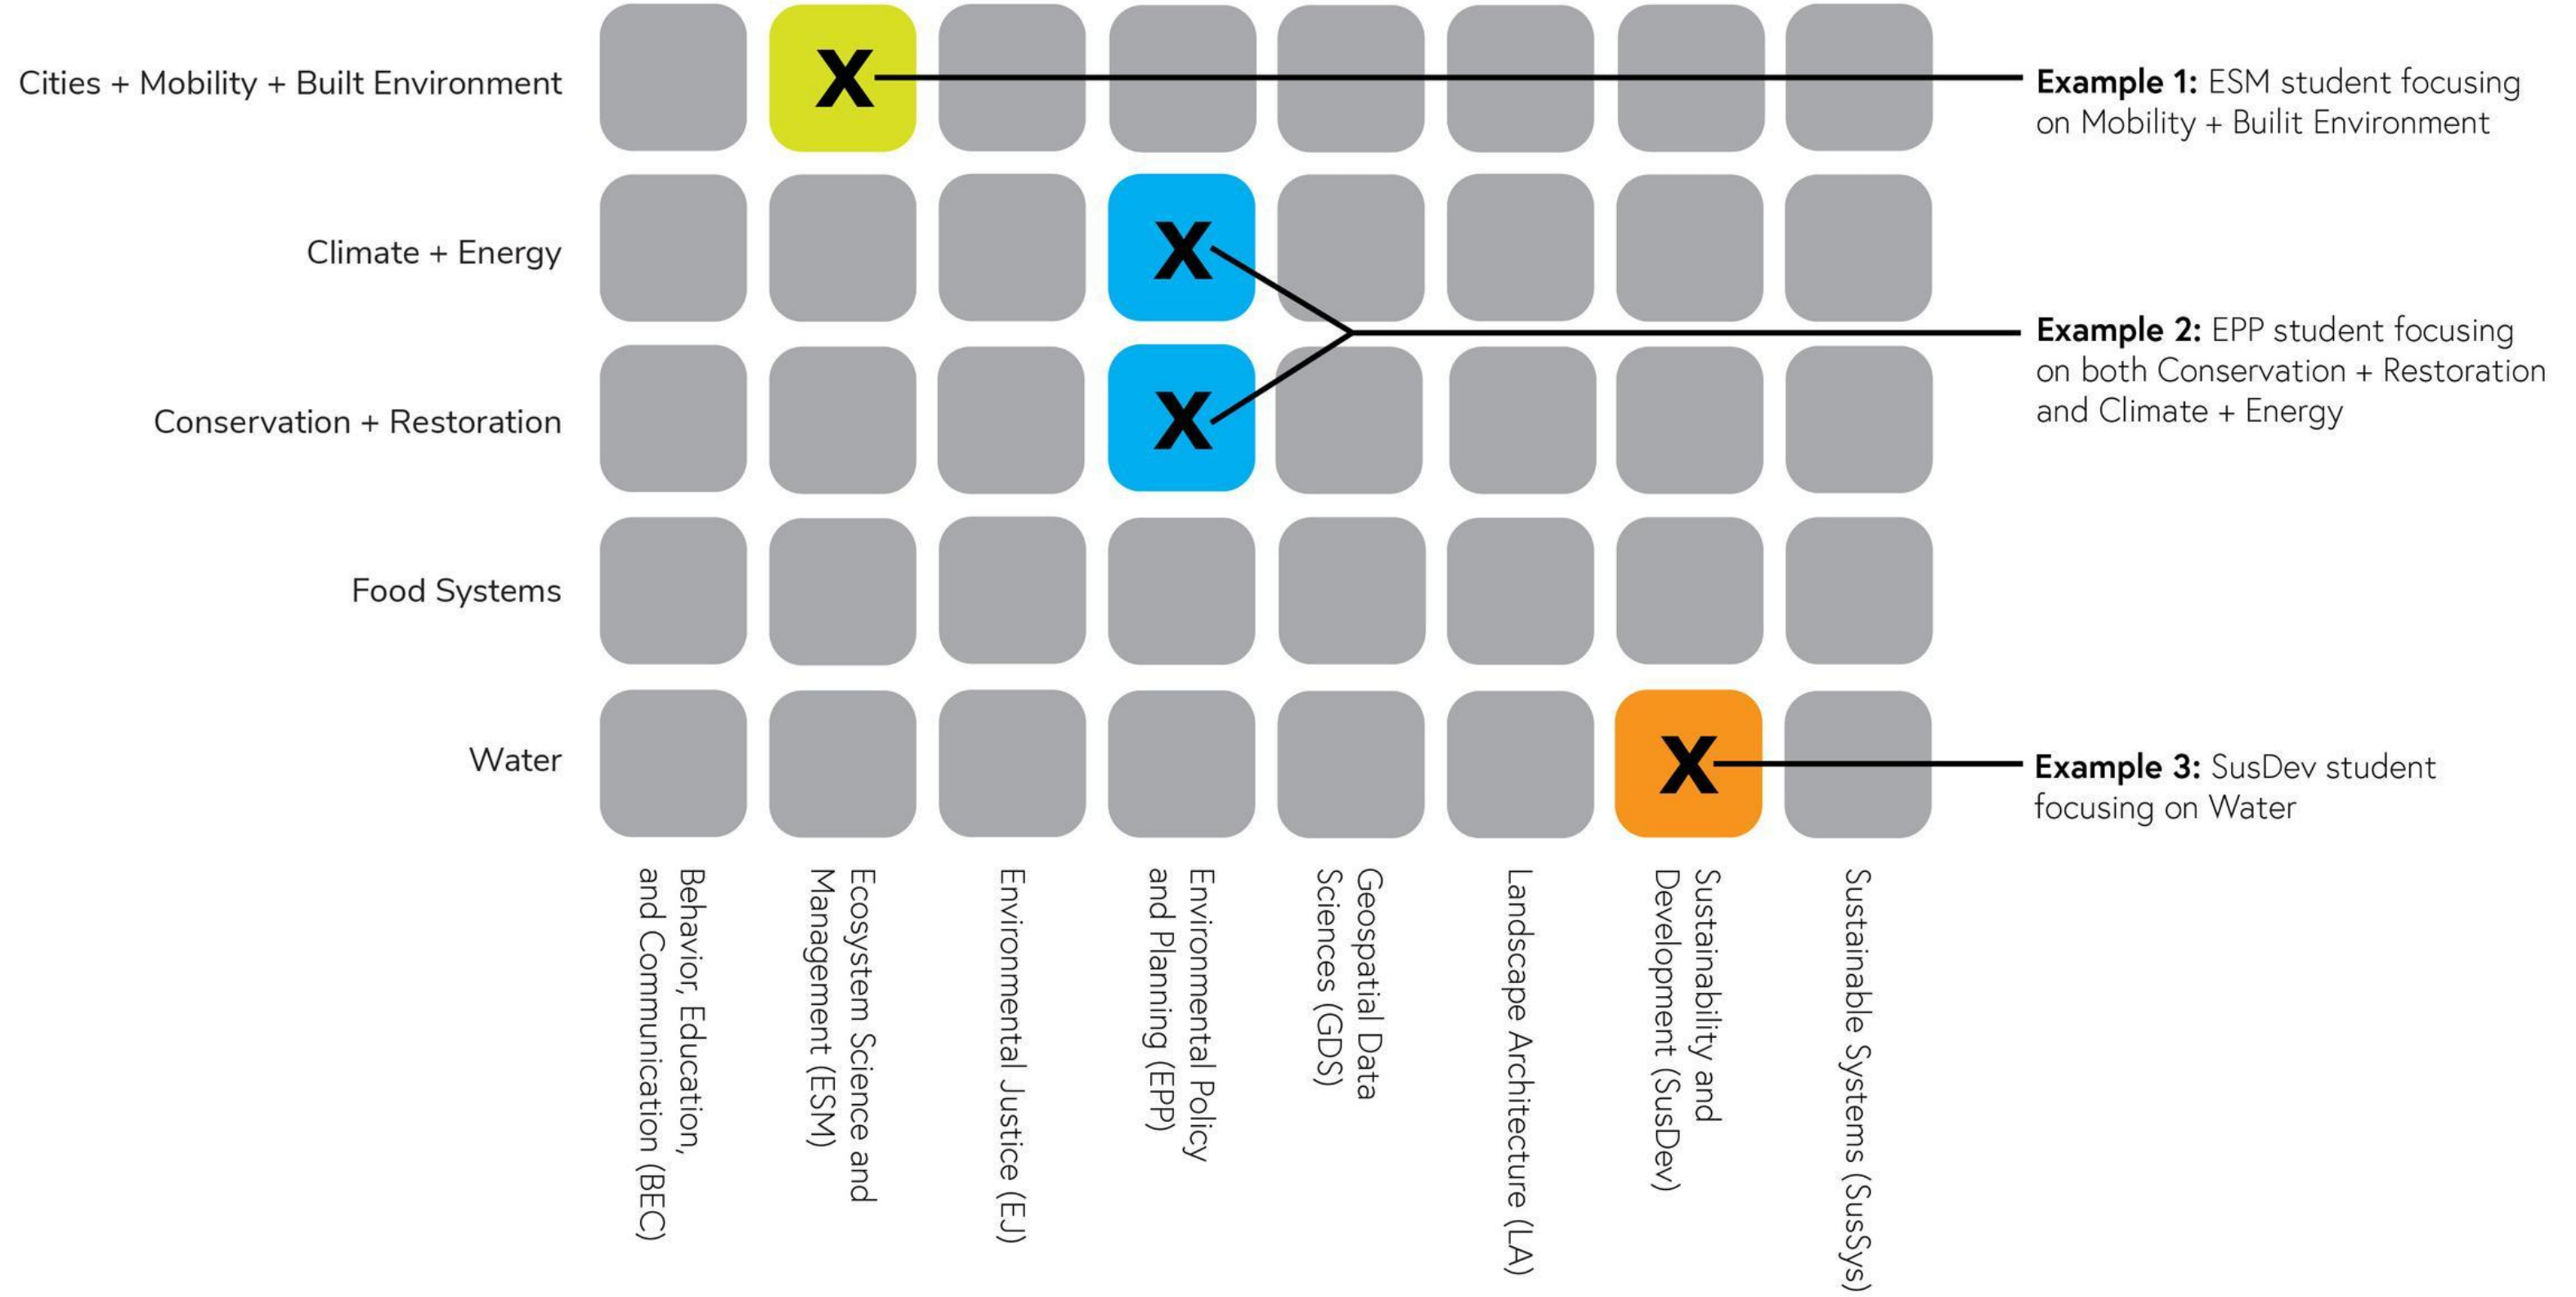 Cities + Mobility + Built Environment
X
Example 1: ESM student focusing
on Mobility + Builit Environment
Climate + Energy
X
Example 2: EPP student focusing
on both Conservation + Restoration
and Climate + Energy
Conservation + Restoration
X
Food Systems
Water
X
Example 3: SusDev student
focusing on Water
Behavior, Education,
and Communication (BEC)
Ecosystem Science and
Management (ESM)
Environmental Justice (EJ)
Environmental Policy
and Planning (EPP)
Geospatial Data
Sciences (GDS)
Landscape Architecture (LA)
Sustainability and
Development (SusDev)
Sustainable Systems (SusSys)